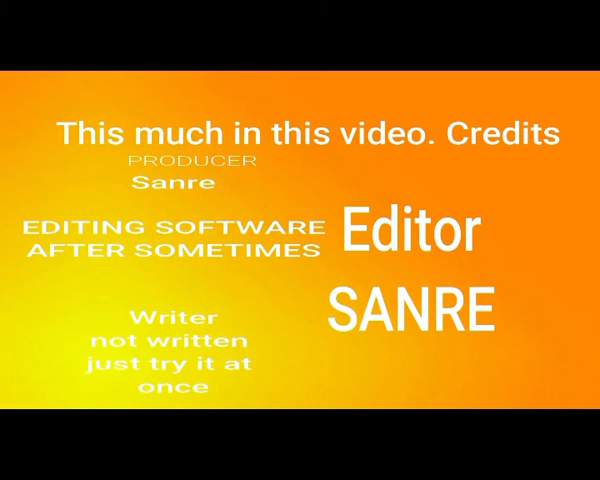 This much in this video. Credits
PRODUCER
Sanre
EDITING SOFTWARE
AFTER SOMETIMES
Editor
SANRE
Writer
not written
just try it at
once